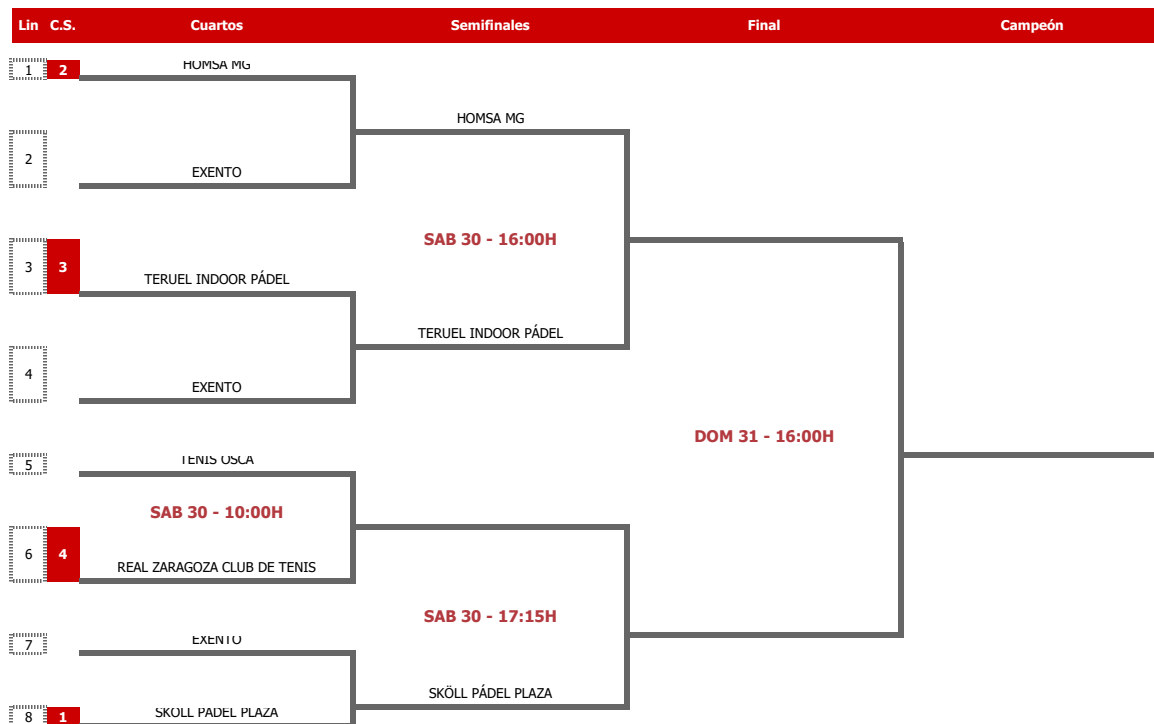 Lin C.S. Cuartos Semifinales Final Campeón
1 2 HOMSA MG
HOMSA MG
2 EXENTO
SAB 30 - 16:00H
3 3 TERUEL INDOOR PÁDEL
TERUEL INDOOR PÁDEL
4 EXENTO
DOM 31 - 16:00H
5 TENIS OSCA
SAB 30 - 10:00H
6 4 REAL ZARAGOZA CLUB DE TENIS
SAB 30 - 17:15H
7 EXENTO
SKÖLL PÁDEL PLAZA
8 1 SKÖLL PÁDEL PLAZA